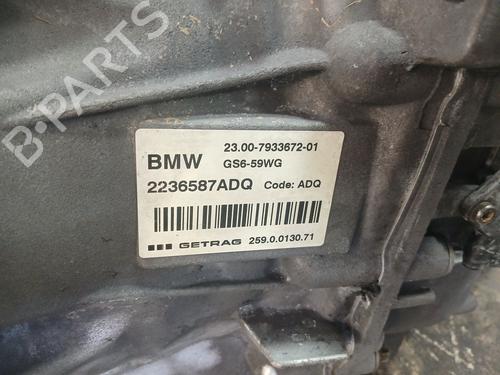 B-PARTS
BMW
23.00-7933672-01
GS6-59WG
2236587ADQ Code: ADQ
GETRAG 259.0.0130.71